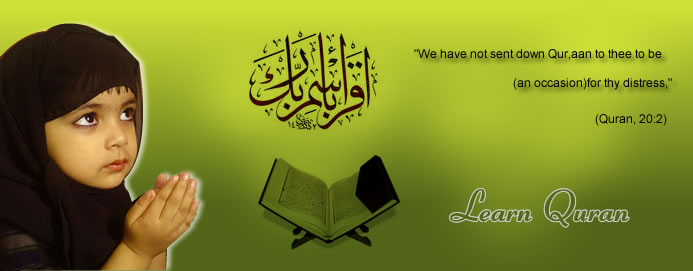 اقرأ باسم ربك
"We have not sent down Qur,aan to thee to be
(an occasion)for thy distress,"
(Quran, 20:2)
Learn Quran